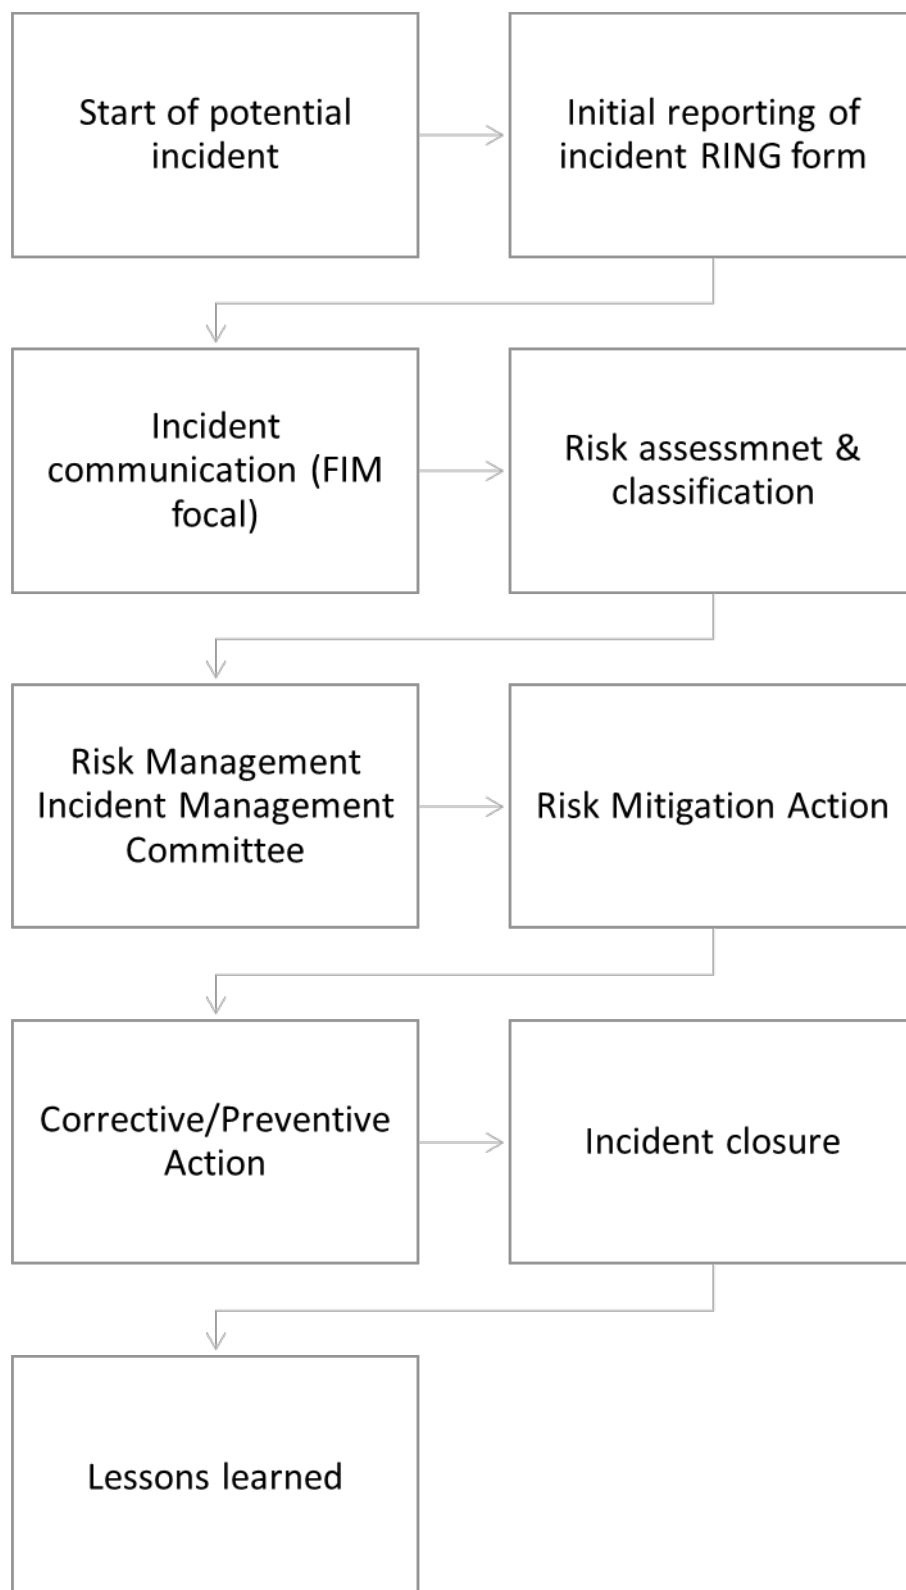 Start of potential
incident
Initial reporting of
incident RING form
Incident
communication (FIM
focal)
Risk assessmnet &
classification
Risk Management
Incident Management
Committee
Risk Mitigation Action
Corrective/Preventive
Action
Incident closure
Lessons learned